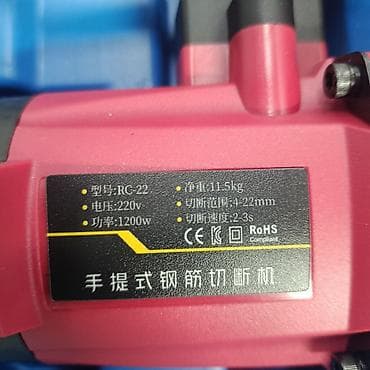 •型号:RC-22
•电压:220v
•功率:1200w
•净重:11.5kg
•切断范围:4-22mm
•切断速度:2-3s
CE RoHS
Compliant
手提式钢筋切断机